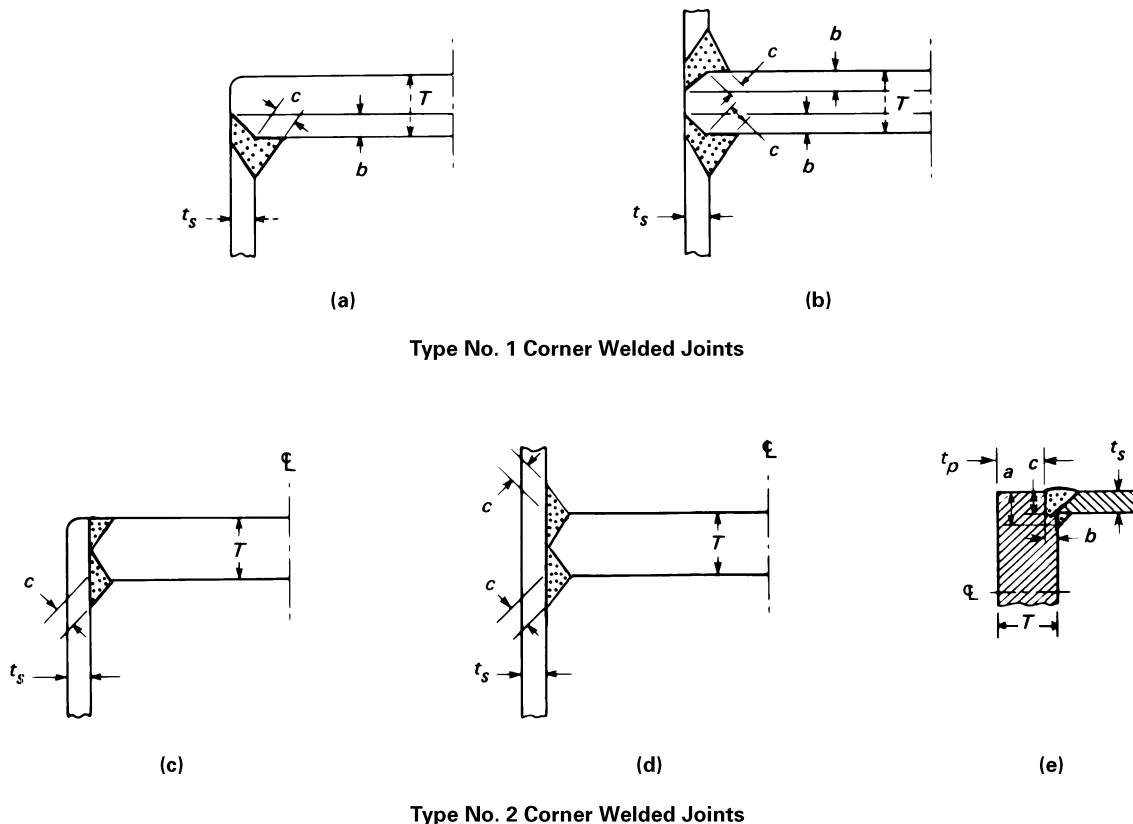 c
b
T
t_s
(a)
b
c
T
c
b
t_s
(b)
Type No. 1 Corner Welded Joints
℄
T
c
t_s
(c)
℄
c
T
c
t_s
(d)
t_p
a
c
t_s
b
℄
T
(e)
Type No. 2 Corner Welded Joints